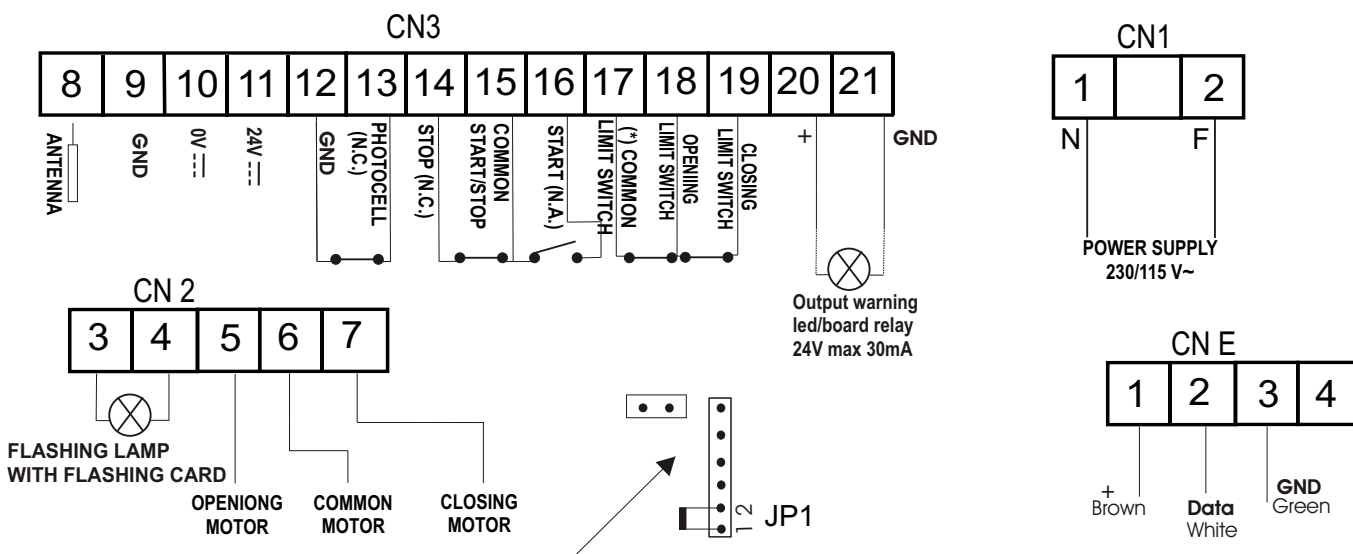 CN3
8 9 10 11 12 13 14 15 16 17 18 19 20 21
ANTENNA
GND
0V
24V
GND
PHOTOCELL
(N.C.)
STOP (N.C.)
COMMON
START/STOP
START (N.A.)
(*) COMMON
LIMIT SWITCH
OPENIING
LIMIT SWITCH
CLOSING
LIMIT SWITCH
+
GND
Output warning
led/board relay
24V max 30mA
CN1
1 2
N F
POWER SUPPLY
230/115 V~
CN 2
3 4 5 6 7
FLASHING LAMP
WITH FLASHING CARD
OPENIONG
MOTOR
COMMON
MOTOR
CLOSING
MOTOR
1 2
JP1
CN E
1 2 3 4
+
Brown
Data
White
GND
Green